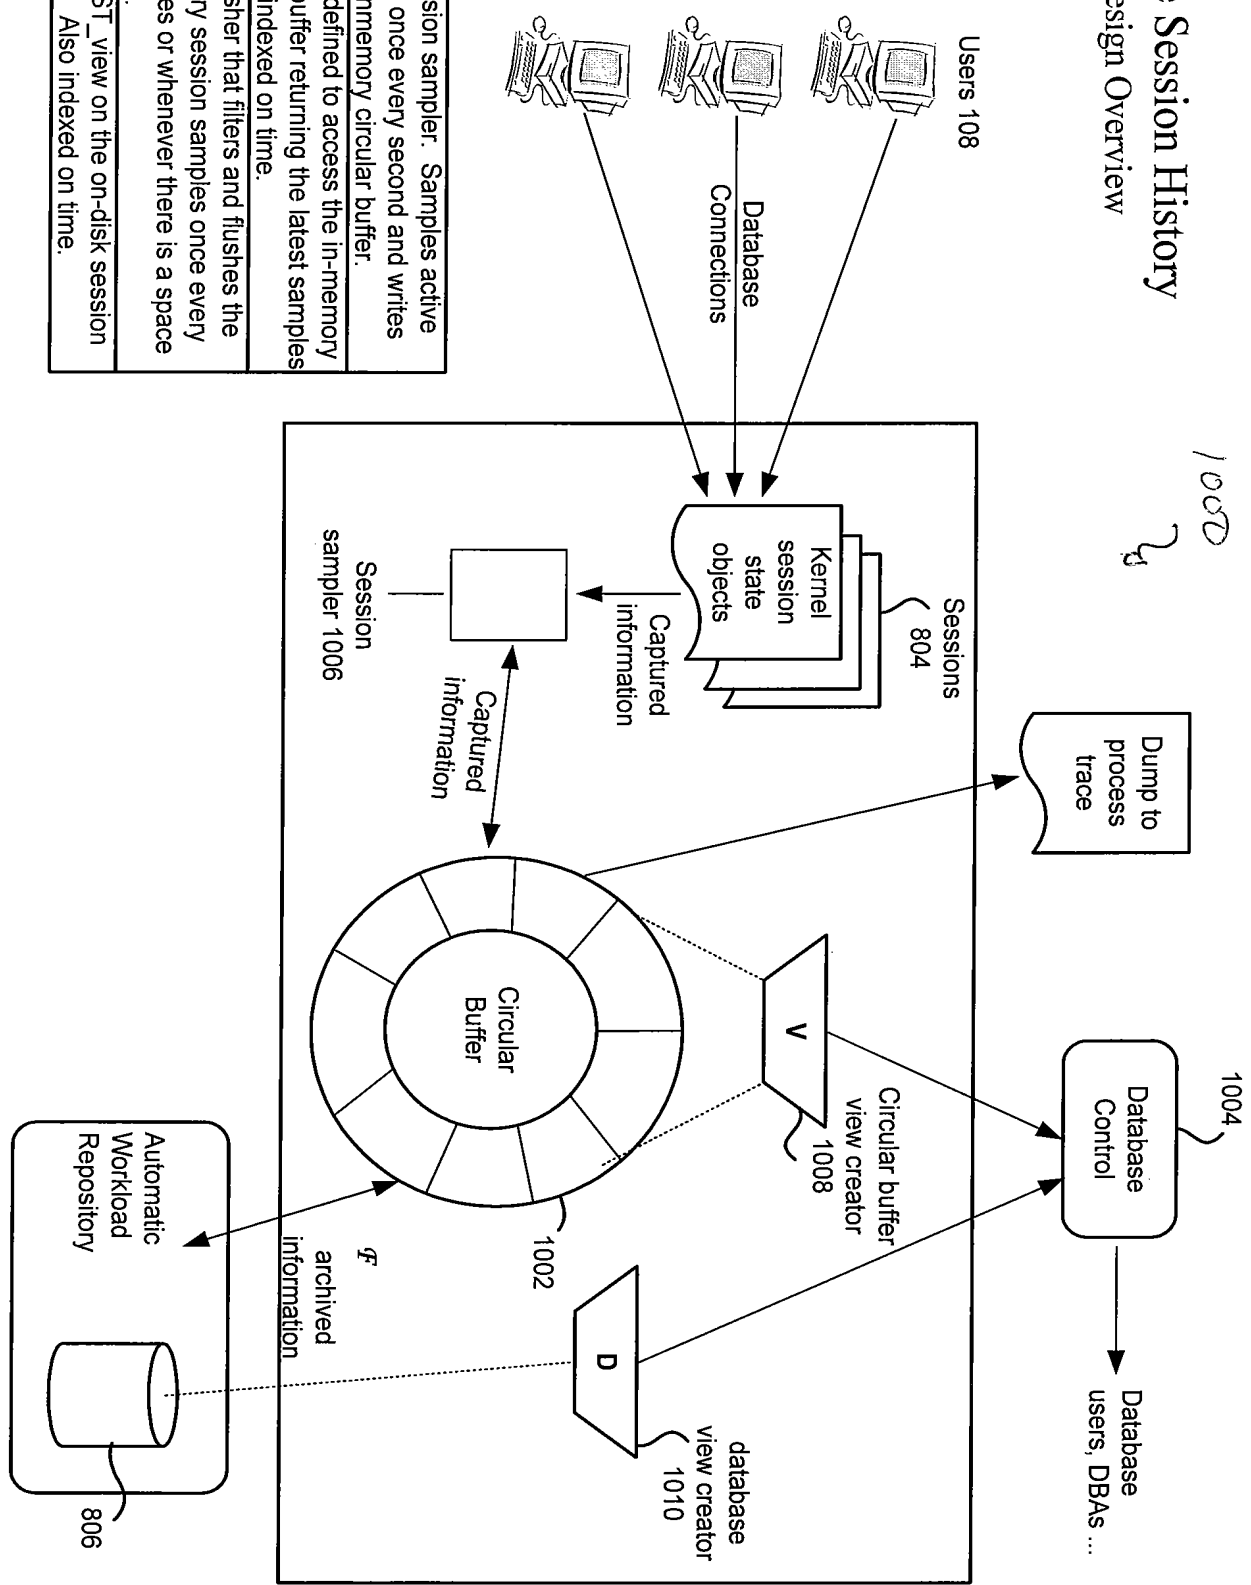 Session History
esign Overview
1000
Users 108
Database
Connections
Sessions
804
Kernel
session
state
objects
Captured
information
Session
sampler 1006
Captured
information
Dump to
process
trace
Circular
Buffer
1002
V
Circular buffer
view creator
1008
1004
Database
Control
Database
users, DBAs ...
D
database
view creator
1010
F
archived
information
Automatic
Workload
Repository
806
sion sampler. Samples active
once every second and writes
nmemory circular buffer.
defined to access the in-memory
buffer returning the latest samples
indexed on time.
sher that filters and flushes the
ry session samples once every
es or whenever there is a space
ST_view on the on-disk session
Also indexed on time.